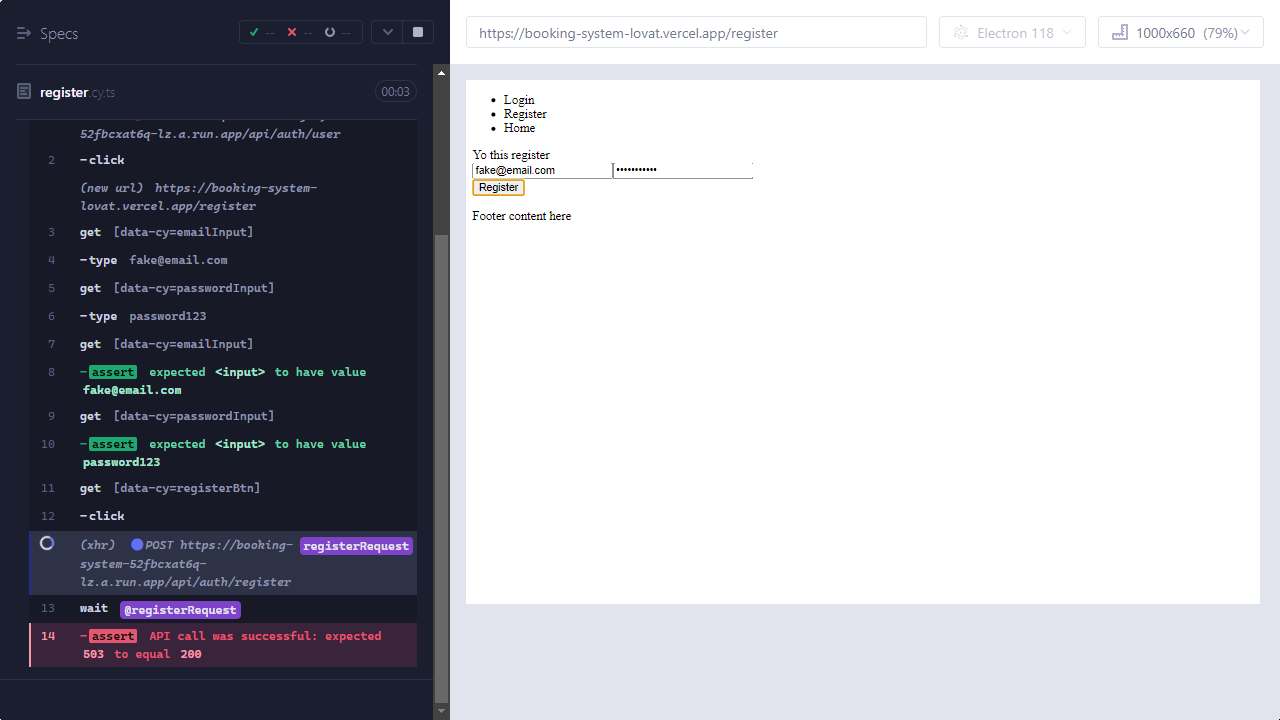 Specs
--
--
--
https://booking-system-lovat.vercel.app/register
Electron 118
1000x660 (79%)
register.cy.ts
00:03
52fbcxat6q-lz.a.run.app/api/auth/user
2 -click
(new url) https://booking-system-
lovat.vercel.app/register
3 get [data-cy=emailInput]
4 -type fake@email.com
5 get [data-cy=passwordInput]
6 -type password123
7 get [data-cy=emailInput]
8 -assert expected <input> to have value
fake@email.com
9 get [data-cy=passwordInput]
10 -assert expected <input> to have value
password123
11 get [data-cy=registerBtn]
12 -click
(xhr) POST https://booking- registerRequest
system-52fbcxat6q-
lz.a.run.app/api/auth/register
13 wait @registerRequest
14 -assert API call was successful: expected
503 to equal 200
• Login
• Register
• Home
Yo this register
fake@email.com •••••••••••
Register
Footer content here